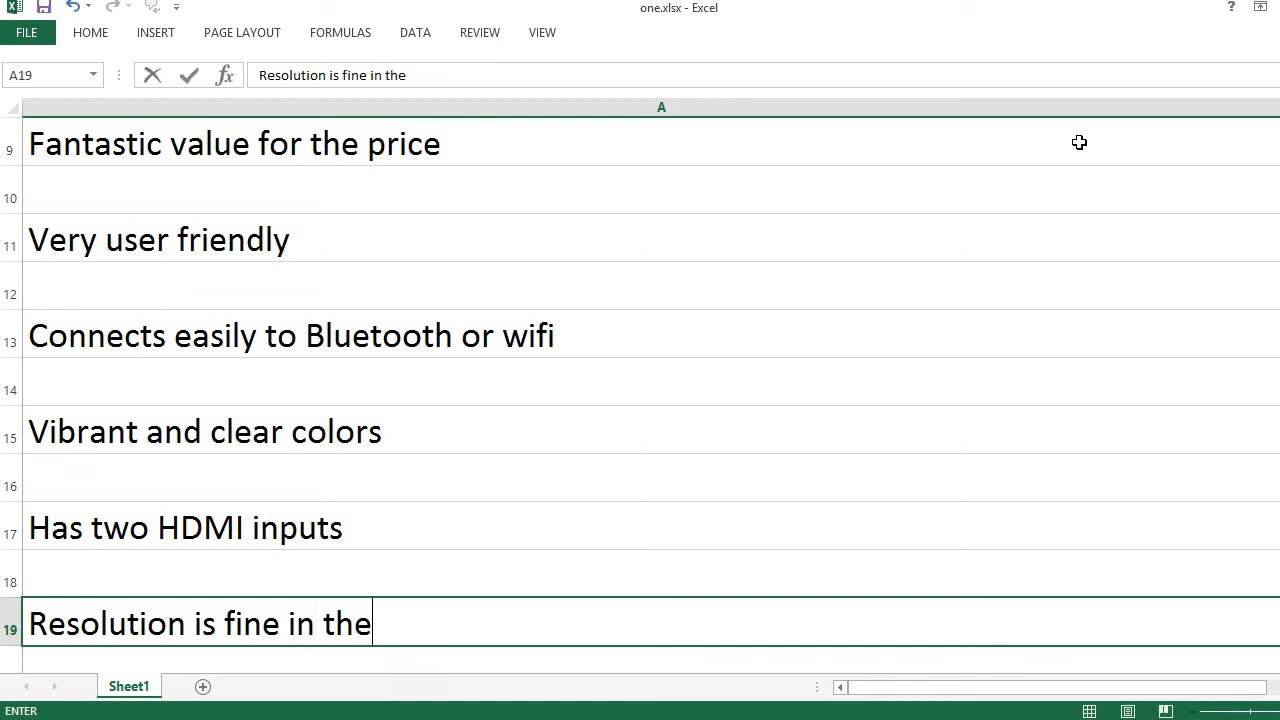 one.xlsx - Excel
?
FILE HOME INSERT PAGE LAYOUT FORMULAS DATA REVIEW VIEW
A19 fx Resolution is fine in the
A
9 Fantastic value for the price
10
11 Very user friendly
12
13 Connects easily to Bluetooth or wifi
14
15 Vibrant and clear colors
16
17 Has two HDMI inputs
18
19 Resolution is fine in the
Sheet1
ENTER